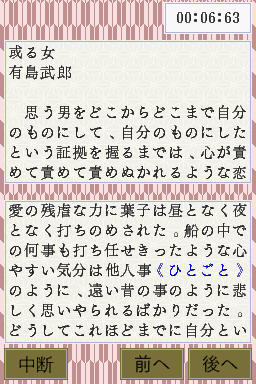 00:06:63
或る女
有島武郎
　思う男をどこからどこまで自分
のものにして、自分のものにした
という証拠を握るまでは、心が責
めて責めて責めぬかれるような恋
愛の残虐な力に葉子は昼となく夜
となく打ちのめされた。船の中で
の何事も打ち任せきったような心
やすい気分は他人事《ひとごと》
のように、遠い昔の事のように悲
しく思いやられるばかりだった。
どうしてこれほどまでに自分とい
中断
前へ
後へ